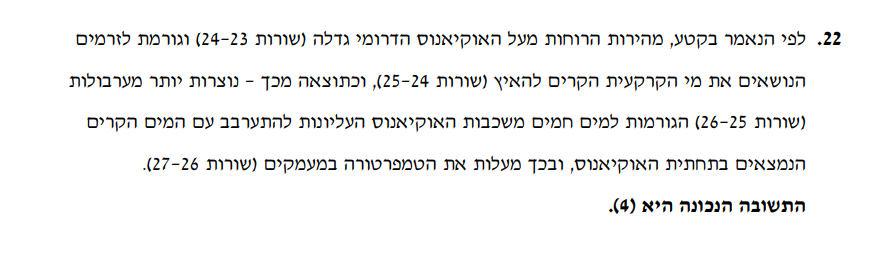 22. לפי הנאמר בקטע, מהירות הרוחות מעל האוקיאנוס הדרומי גדלה (שורות 23–24) וגורמת לזרמים
הנושאים את מי הקרקעית הקרים להאיץ (שורות 24–25), וכתוצאה מכך – נוצרות יותר מערבולות
(שורות 25–26) הגורמות למים חמים משכבות האוקיאנוס העליונות להתערבב עם המים הקרים
הנמצאים בתחתית האוקיאנוס, ובכך מעלות את הטמפרטורה במעמקים (שורות 26–27).
התשובה הנכונה היא (4).